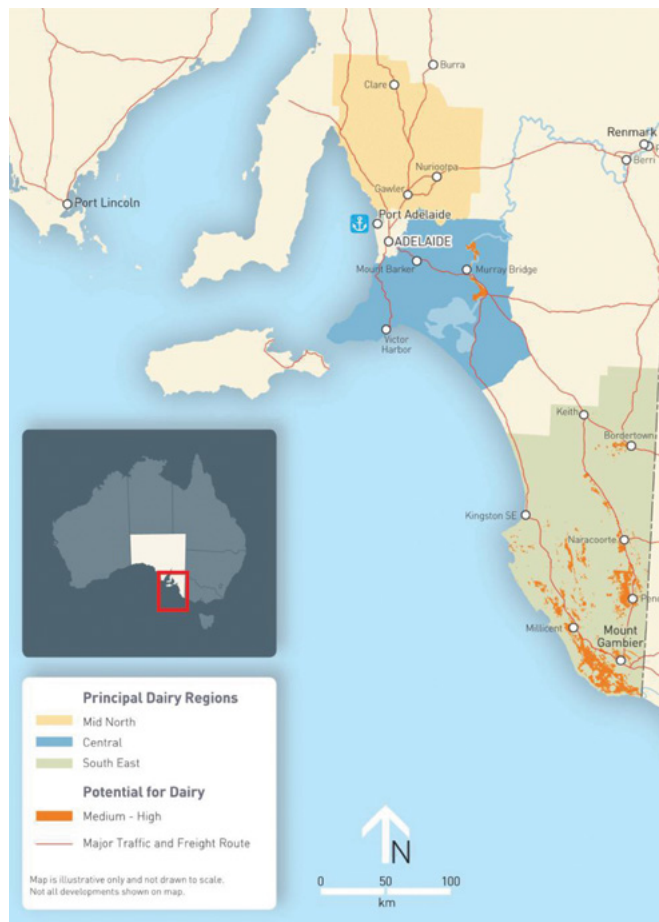 Burra
Clare
Renmark
Berri
Nuriootpa
Gawler
Port Lincoln
Port Adelaide
ADELAIDE
Mount Barker
Murray Bridge
Victor
Harbor
Keith
Bordertown
Kingston SE
Naracoorte
Millicent
Mount
Gambier
Principal Dairy Regions
Mid North
Central
South East
Potential for Dairy
Medium - High
Major Traffic and Freight Route
Map is illustrative only and not drawn to scale.
Not all developments shown on map.
N
0 50 100
km